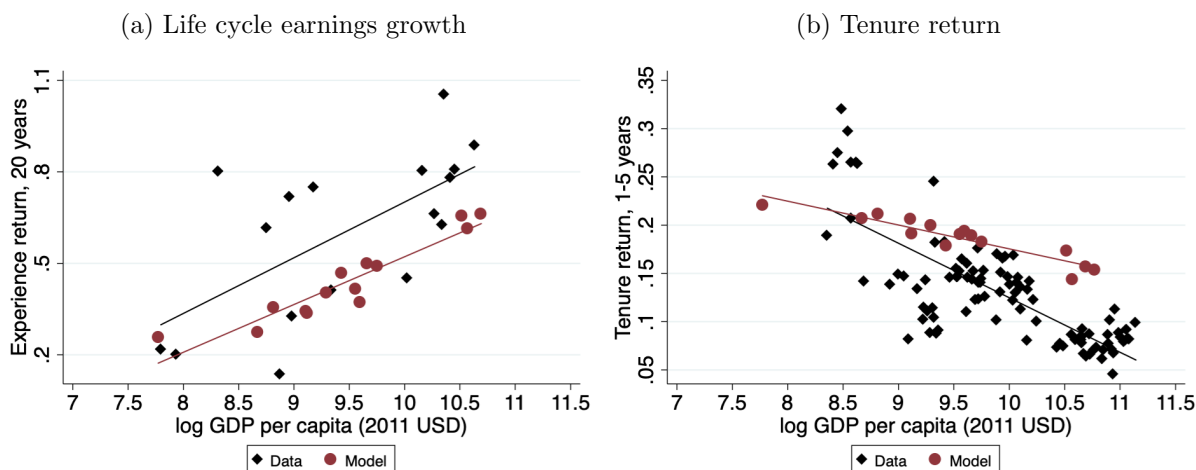 (a) Life cycle earnings growth
Experience return, 20 years
1.1
.8
.5
.2
7 7.5 8 8.5 9 9.5 10 10.5 11 11.5
log GDP per capita (2011 USD)
Data Model
(b) Tenure return
Tenure return, 1-5 years
.35
.3
.25
.2
.15
.1
.05
7 7.5 8 8.5 9 9.5 10 10.5 11 11.5
log GDP per capita (2011 USD)
Data Model